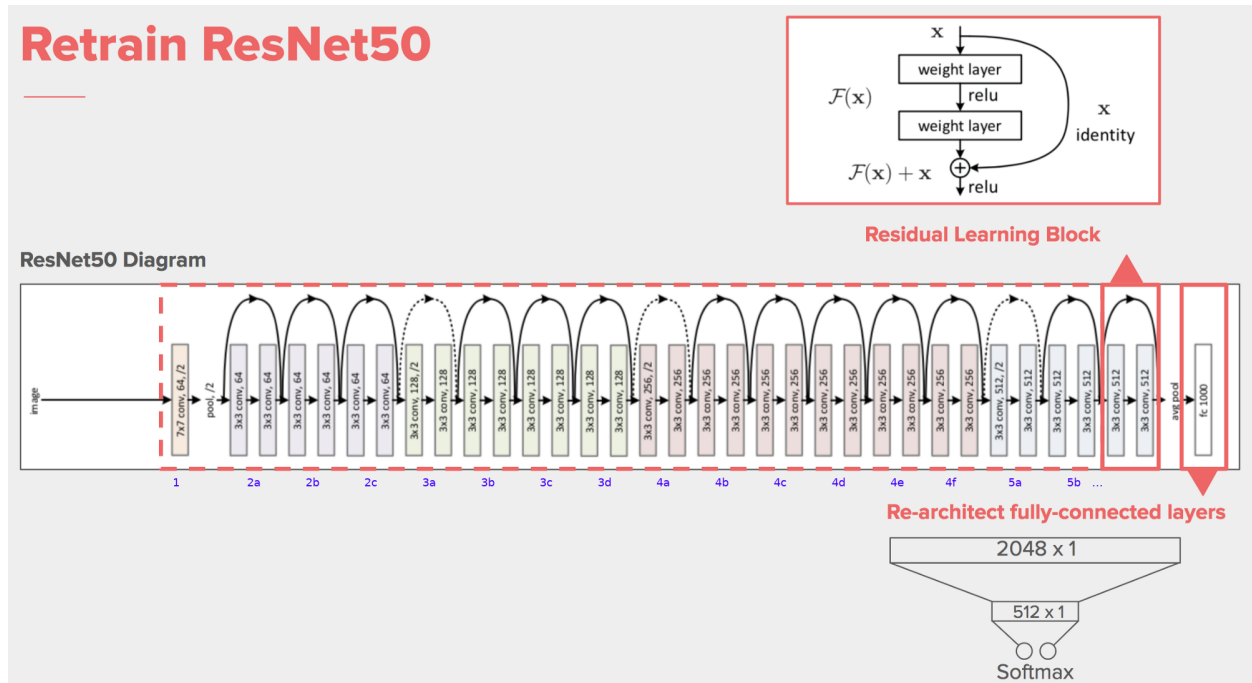 Retrain ResNet50
x
weight layer
relu
F(x)
weight layer
x
identity
F(x) + x
relu
Residual Learning Block
ResNet50 Diagram
image
7x7 conv, 64, /2
pool, /2
3x3 conv, 64
3x3 conv, 64
3x3 conv, 64
3x3 conv, 64
3x3 conv, 64
3x3 conv, 64
3x3 conv, 128, /2
3x3 conv, 128
3x3 conv, 128
3x3 conv, 128
3x3 conv, 128
3x3 conv, 128
3x3 conv, 128
3x3 conv, 128
3x3 conv, 256, /2
3x3 conv, 256
3x3 conv, 256
3x3 conv, 256
3x3 conv, 256
3x3 conv, 256
3x3 conv, 256
3x3 conv, 256
3x3 conv, 256
3x3 conv, 256
3x3 conv, 256
3x3 conv, 256
3x3 conv, 512, /2
3x3 conv, 512
3x3 conv, 512
3x3 conv, 512
3x3 conv, 512
3x3 conv, 512
avg pool
fc 1000
1 2a 2b 2c 3a 3b 3c 3d 4a 4b 4c 4d 4e 4f 5a 5b ...
Re-architect fully-connected layers
2048 x 1
512 x 1
Softmax